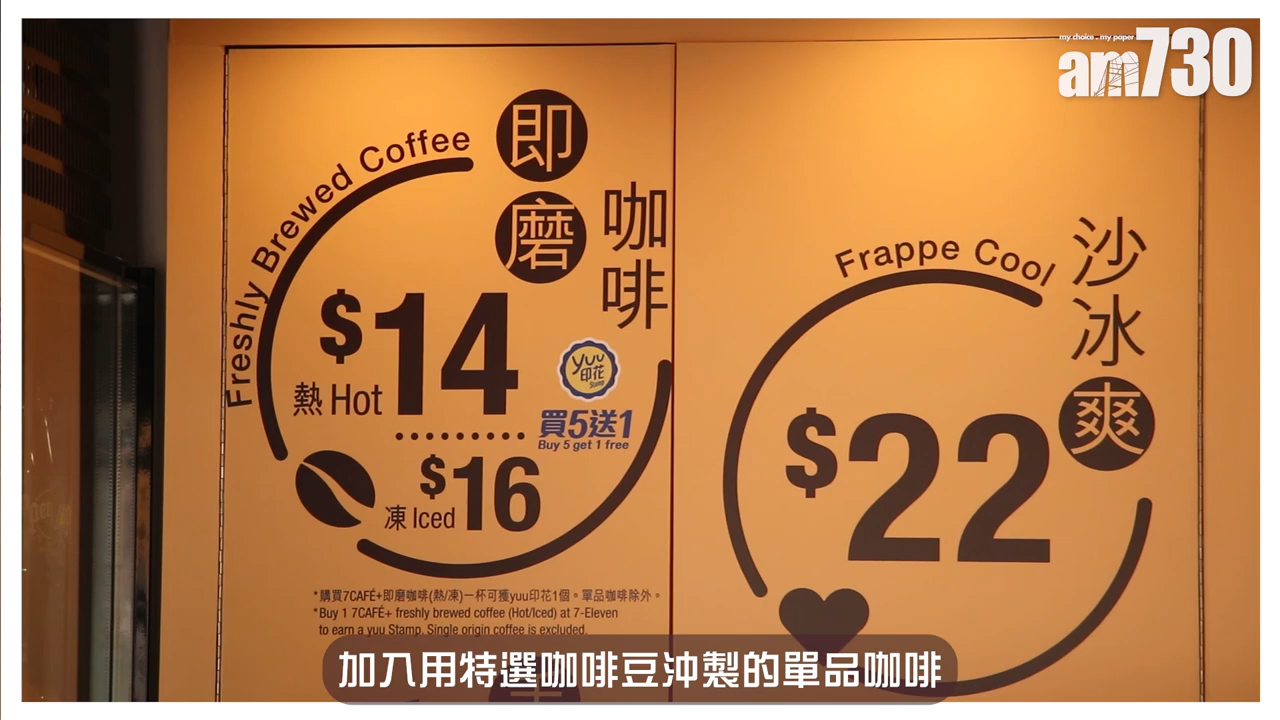 my choice . my paper
am730
Freshly Brewed Coffee
即磨
咖啡
$14
熱 Hot
yuu
印花
Stamp
買5送1
Buy 5 get 1 free
$16
凍 Iced
*購買7CAFÉ+即磨咖啡(熱/凍)一杯可獲yuu印花1個。單品咖啡除外。
*Buy 1 7CAFÉ+ freshly brewed coffee (Hot/Iced) at 7-Eleven
to earn a yuu Stamp. Single origin coffee is excluded.
Frappe Cool
沙冰爽
$22
加入用特選咖啡豆沖製的單品咖啡